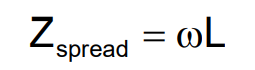 Z_spread = ωL